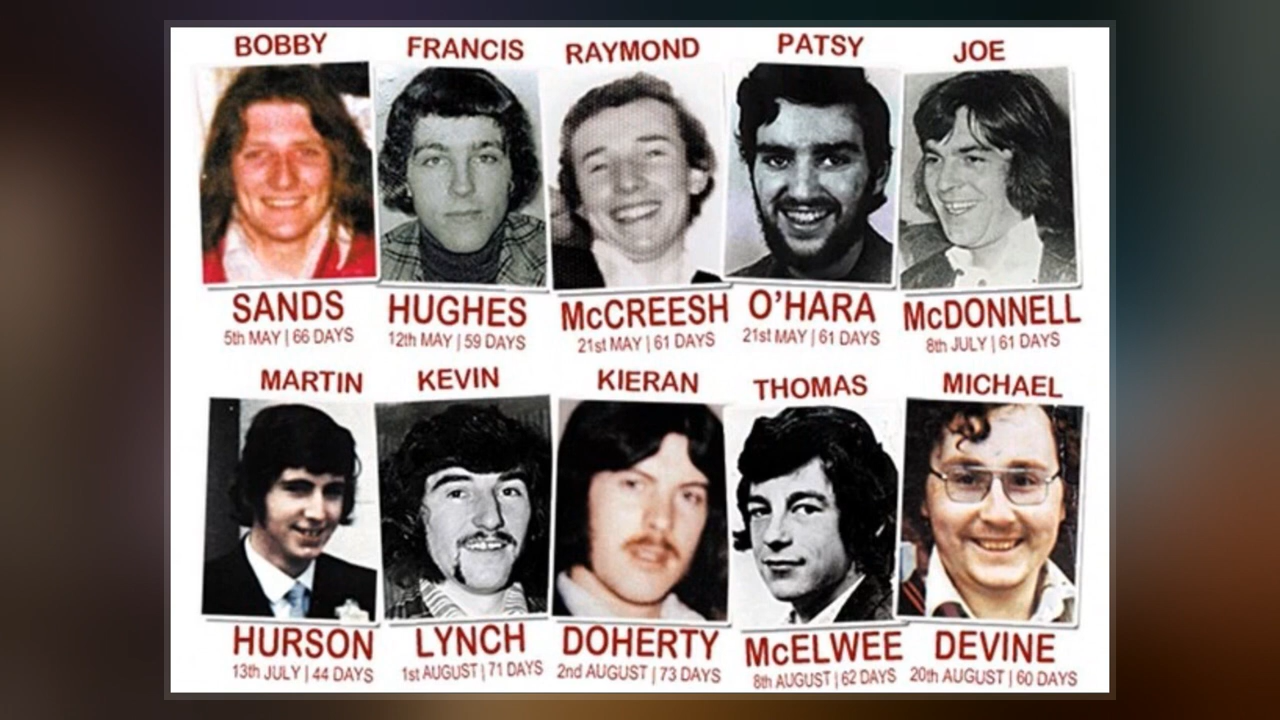 BOBBY
SANDS
5th MAY | 66 DAYS
FRANCIS
HUGHES
12th MAY | 59 DAYS
RAYMOND
McCREESH
21st MAY | 61 DAYS
PATSY
O'HARA
21st MAY | 61 DAYS
JOE
McDONNELL
8th JULY | 61 DAYS
MARTIN
HURSON
13th JULY | 44 DAYS
KEVIN
LYNCH
1st AUGUST | 71 DAYS
KIERAN
DOHERTY
2nd AUGUST | 73 DAYS
THOMAS
McELWEE
8th AUGUST | 62 DAYS
MICHAEL
DEVINE
20th AUGUST | 60 DAYS